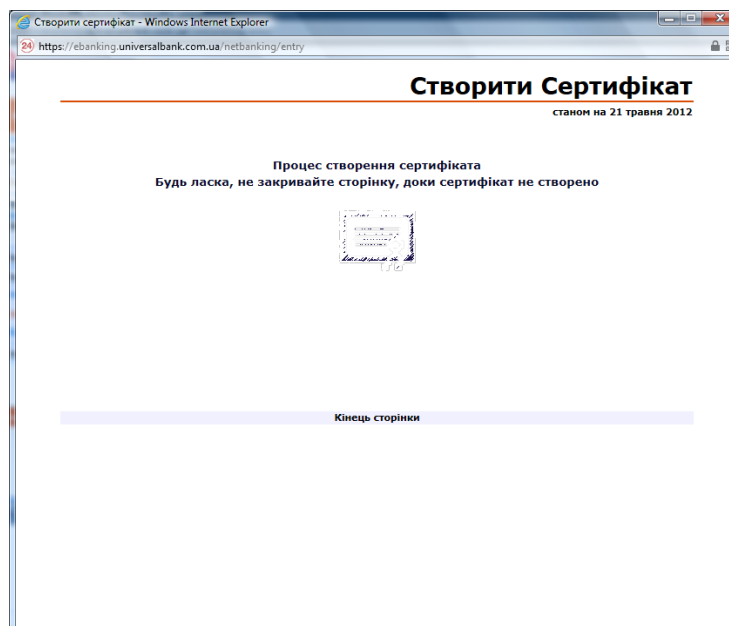 Створити сертифікат - Windows Internet Explorer
24 https://ebanking.universalbank.com.ua/netbanking/entry
Створити Сертифікат
станом на 21 травня 2012
Процес створення сертифіката
Будь ласка, не закривайте сторінку, доки сертифікат не створено
Кінець сторінки